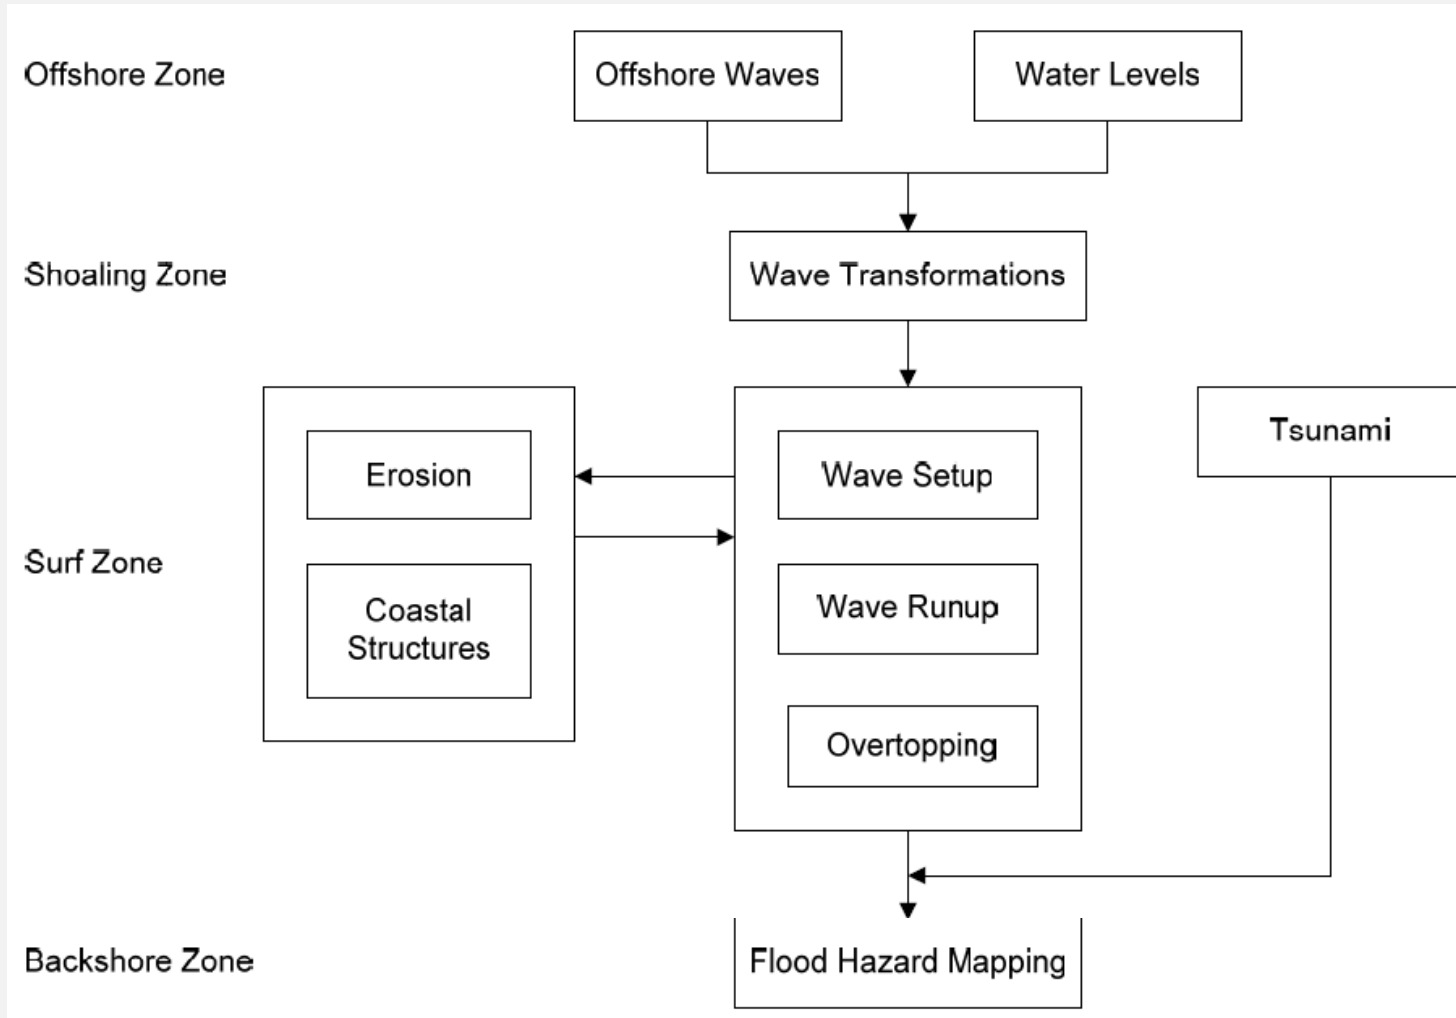 Offshore Zone
Offshore Waves
Water Levels
Shoaling Zone
Wave Transformations
Erosion
Wave Setup
Tsunami
Surf Zone
Coastal
Structures
Wave Runup
Overtopping
Backshore Zone
Flood Hazard Mapping